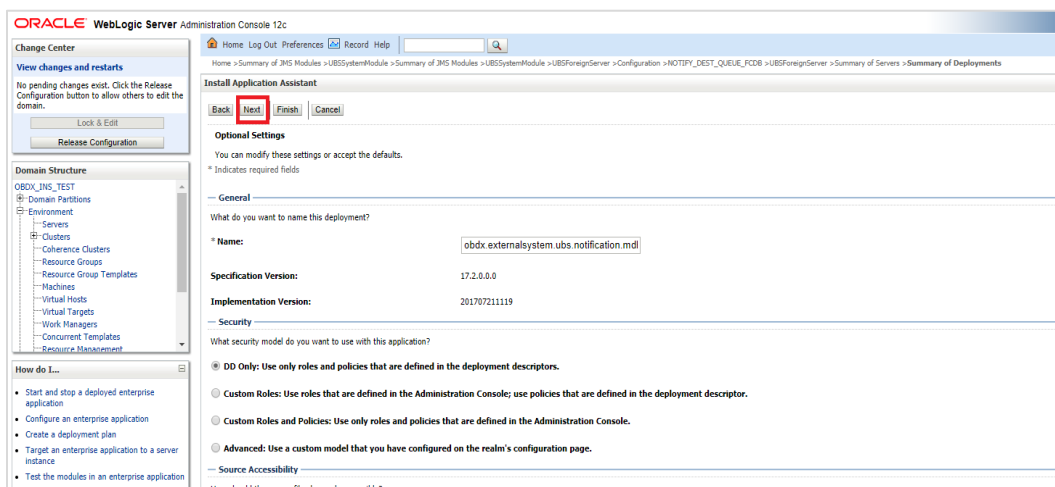 ORACLE WebLogic Server Administration Console 12c
Change Center
View changes and restarts
No pending changes exist. Click the Release
Configuration button to allow others to edit the
domain.
Lock & Edit
Release Configuration
Domain Structure
OBDX_INS_TEST
Domain Partitions
Environment
Servers
Clusters
Coherence Clusters
Resource Groups
Resource Group Templates
Machines
Virtual Hosts
Virtual Targets
Work Managers
Concurrent Templates
Resource Management
How do I...
Start and stop a deployed enterprise
application
Configure an enterprise application
Create a deployment plan
Target an enterprise application to a server
instance
Test the modules in an enterprise application
Home Log Out Preferences Record Help
Home >Summary of JMS Modules >UBSSystemModule >Summary of JMS Modules >UBSSystemModule >UBSForeignServer >Configuration >NOTIFY_DEST_QUEUE_FCDB >UBSForeignServer >Summary of Servers >Summary of Deployments
Install Application Assistant
Back Next Finish Cancel
Optional Settings
You can modify these settings or accept the defaults.
* Indicates required fields
General
What do you want to name this deployment?
* Name: obdx.externalsystem.ubs.notification.mdl
Specification Version: 17.2.0.0.0
Implementation Version: 201707211119
Security
What security model do you want to use with this application?
DD Only: Use only roles and policies that are defined in the deployment descriptors.
Custom Roles: Use roles that are defined in the Administration Console; use policies that are defined in the deployment descriptor.
Custom Roles and Policies: Use only roles and policies that are defined in the Administration Console.
Advanced: Use a custom model that you have configured on the realm's configuration page.
Source Accessibility